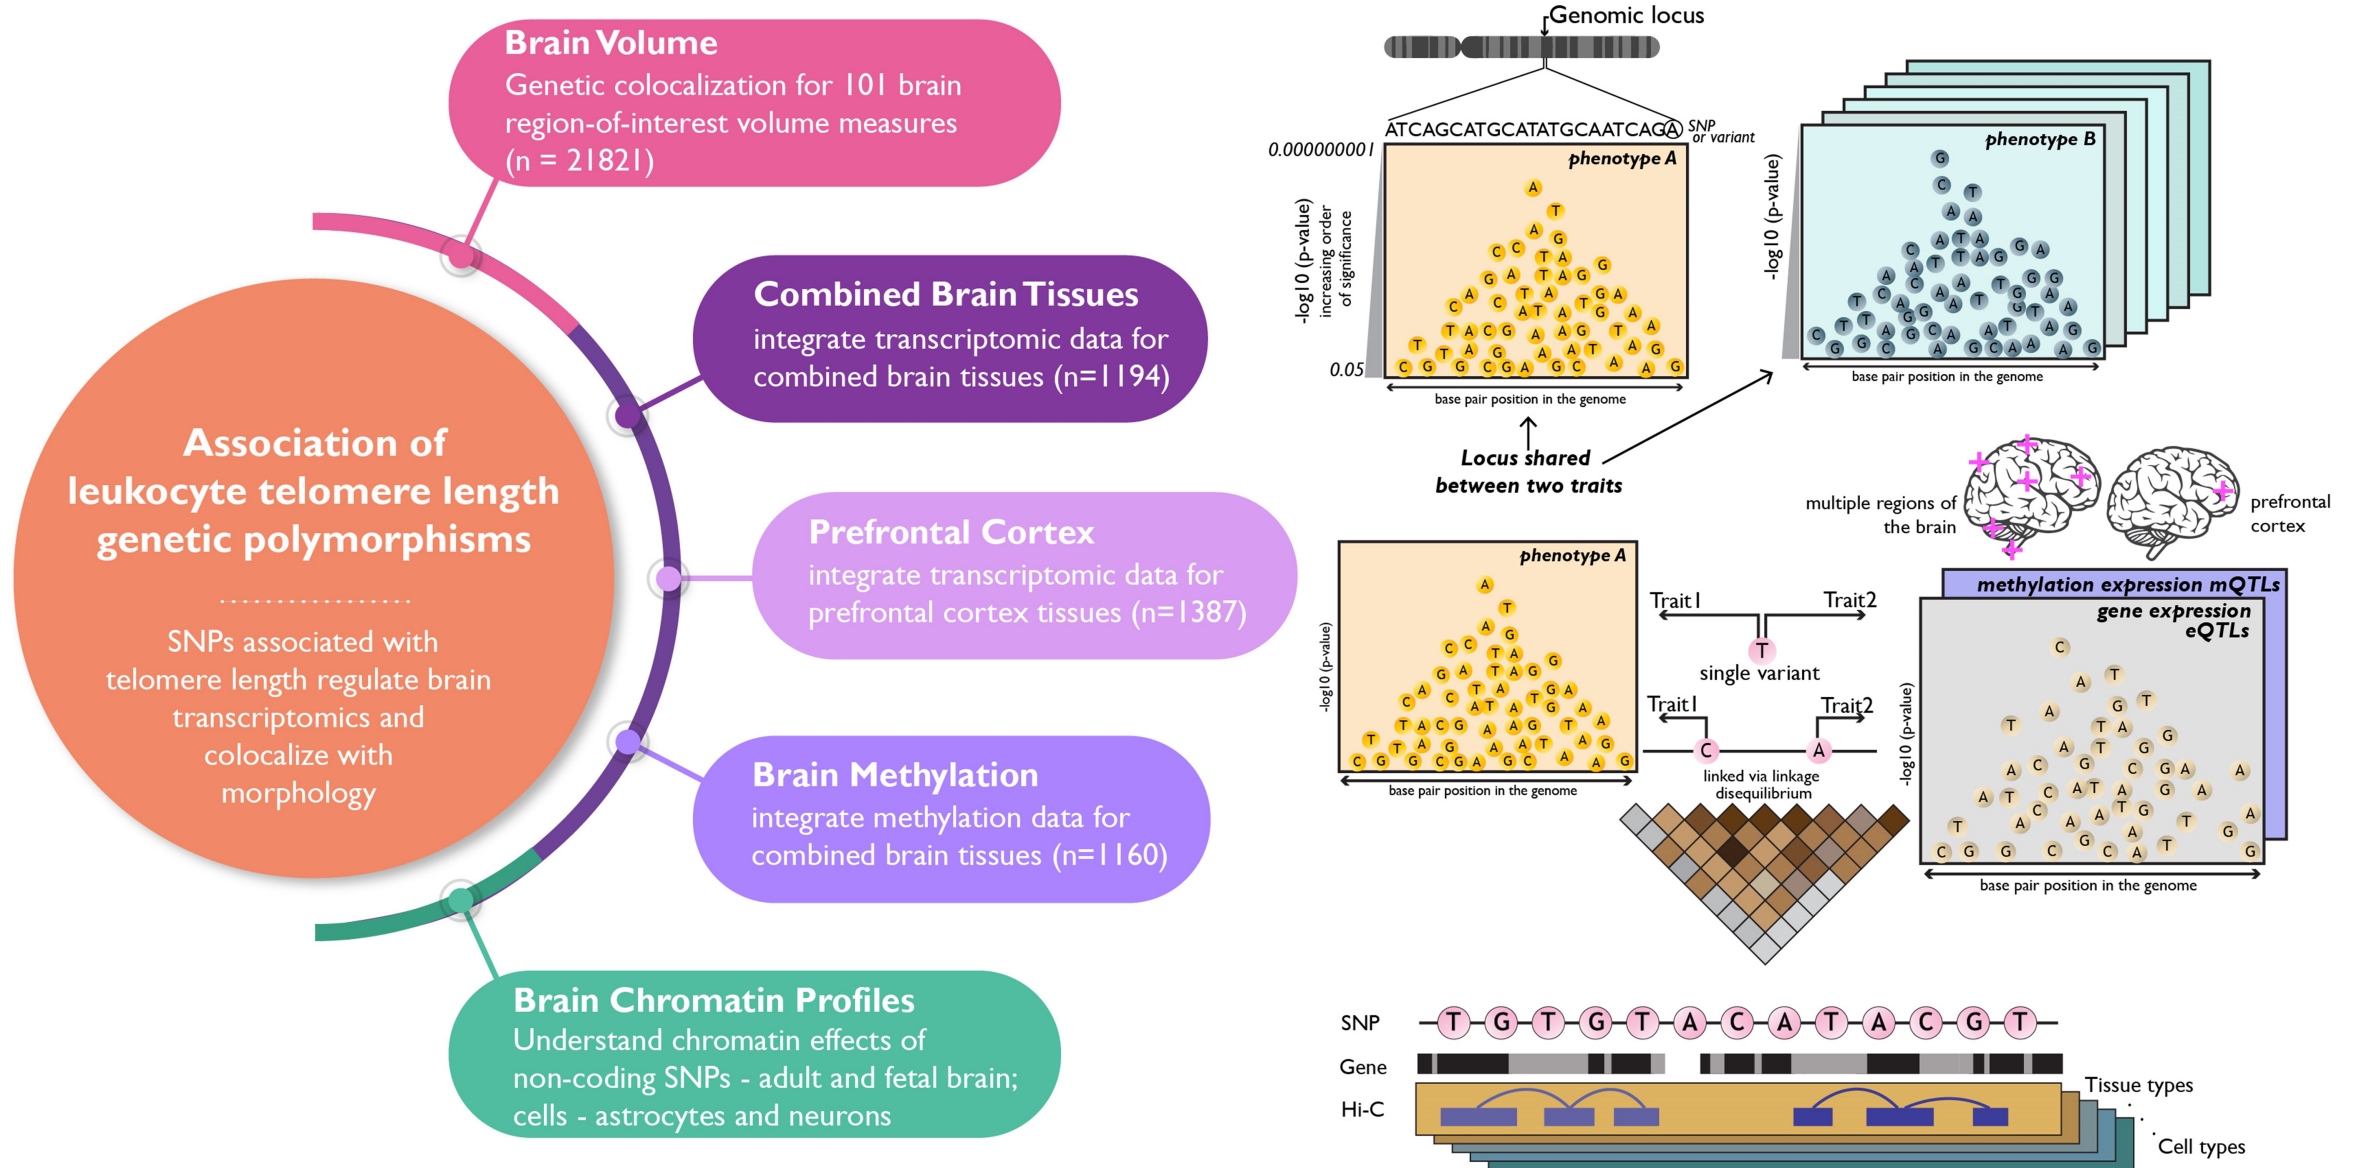 Brain Volume
Genetic colocalization for 101 brain
region-of-interest volume measures
(n = 21821)
Combined Brain Tissues
integrate transcriptomic data for
combined brain tissues (n=1194)
Association of
leukocyte telomere length
genetic polymorphisms
SNPs associated with
telomere length regulate brain
transcriptomics and
colocalize with
morphology
Prefrontal Cortex
integrate transcriptomic data for
prefrontal cortex tissues (n=1387)
Brain Methylation
integrate methylation data for
combined brain tissues (n=1160)
Brain Chromatin Profiles
Understand chromatin effects of
non-coding SNPs - adult and fetal brain;
cells - astrocytes and neurons
Genomic locus
ATCAGCATGCATATGCAATCAGA
SNP
or variant
0.000000001
phenotype A
-log10 (p-value)
increasing order
of significance
0.05
base pair position in the genome
phenotype B
-log10 (p-value)
base pair position in the genome
Locus shared
between two traits
multiple regions of
the brain
prefrontal
cortex
phenotype A
-log10 (p-value)
base pair position in the genome
Trait1
Trait2
T
single variant
Trait1
Trait2
C
A
linked via linkage
disequilibrium
methylation expression mQTLs
gene expression
eQTLs
-log10 (p-value)
base pair position in the genome
SNP
T G T G T A C A T A C G T
Gene
Hi-C
Tissue types
Cell types